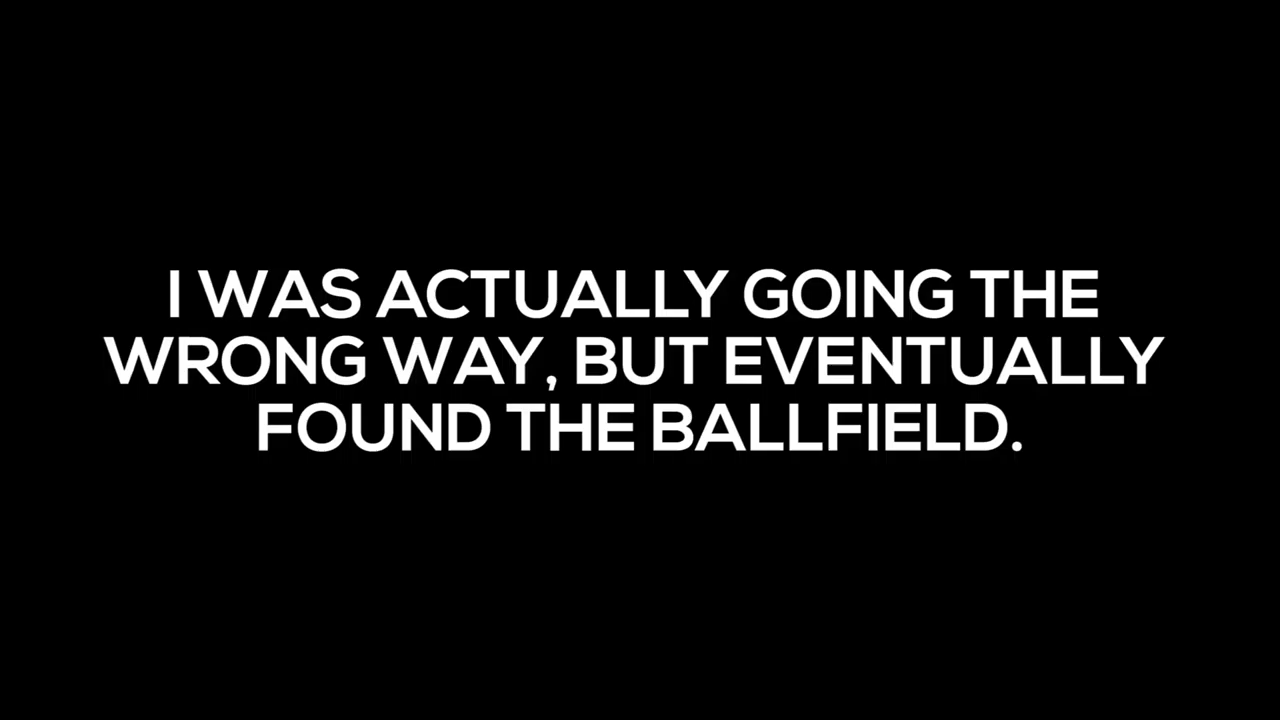 I WAS ACTUALLY GOING THE
WRONG WAY, BUT EVENTUALLY
FOUND THE BALLFIELD.